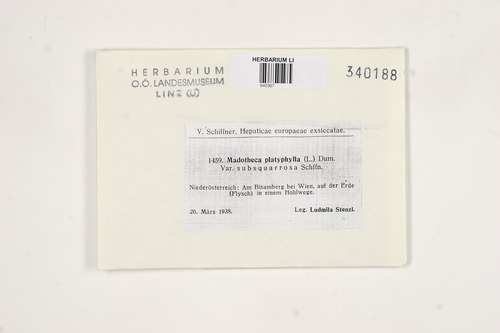 HERBARIUM
O.Ö. LANDESMUSEUM
LINZ (LI)
HERBARIUM LI
340188
V. Schiffner, Hepaticae europaeae exsiccatae.
1459. Madotheca platyphylla (L.) Dum.
Var. subsquarrosa Schffn.
Niederösterreich: Am Bisamberg bei Wien, auf der Erde
(Flysch) in einem Hohlwege.
20. März 1938.
Leg. Ludmila Stenzl.